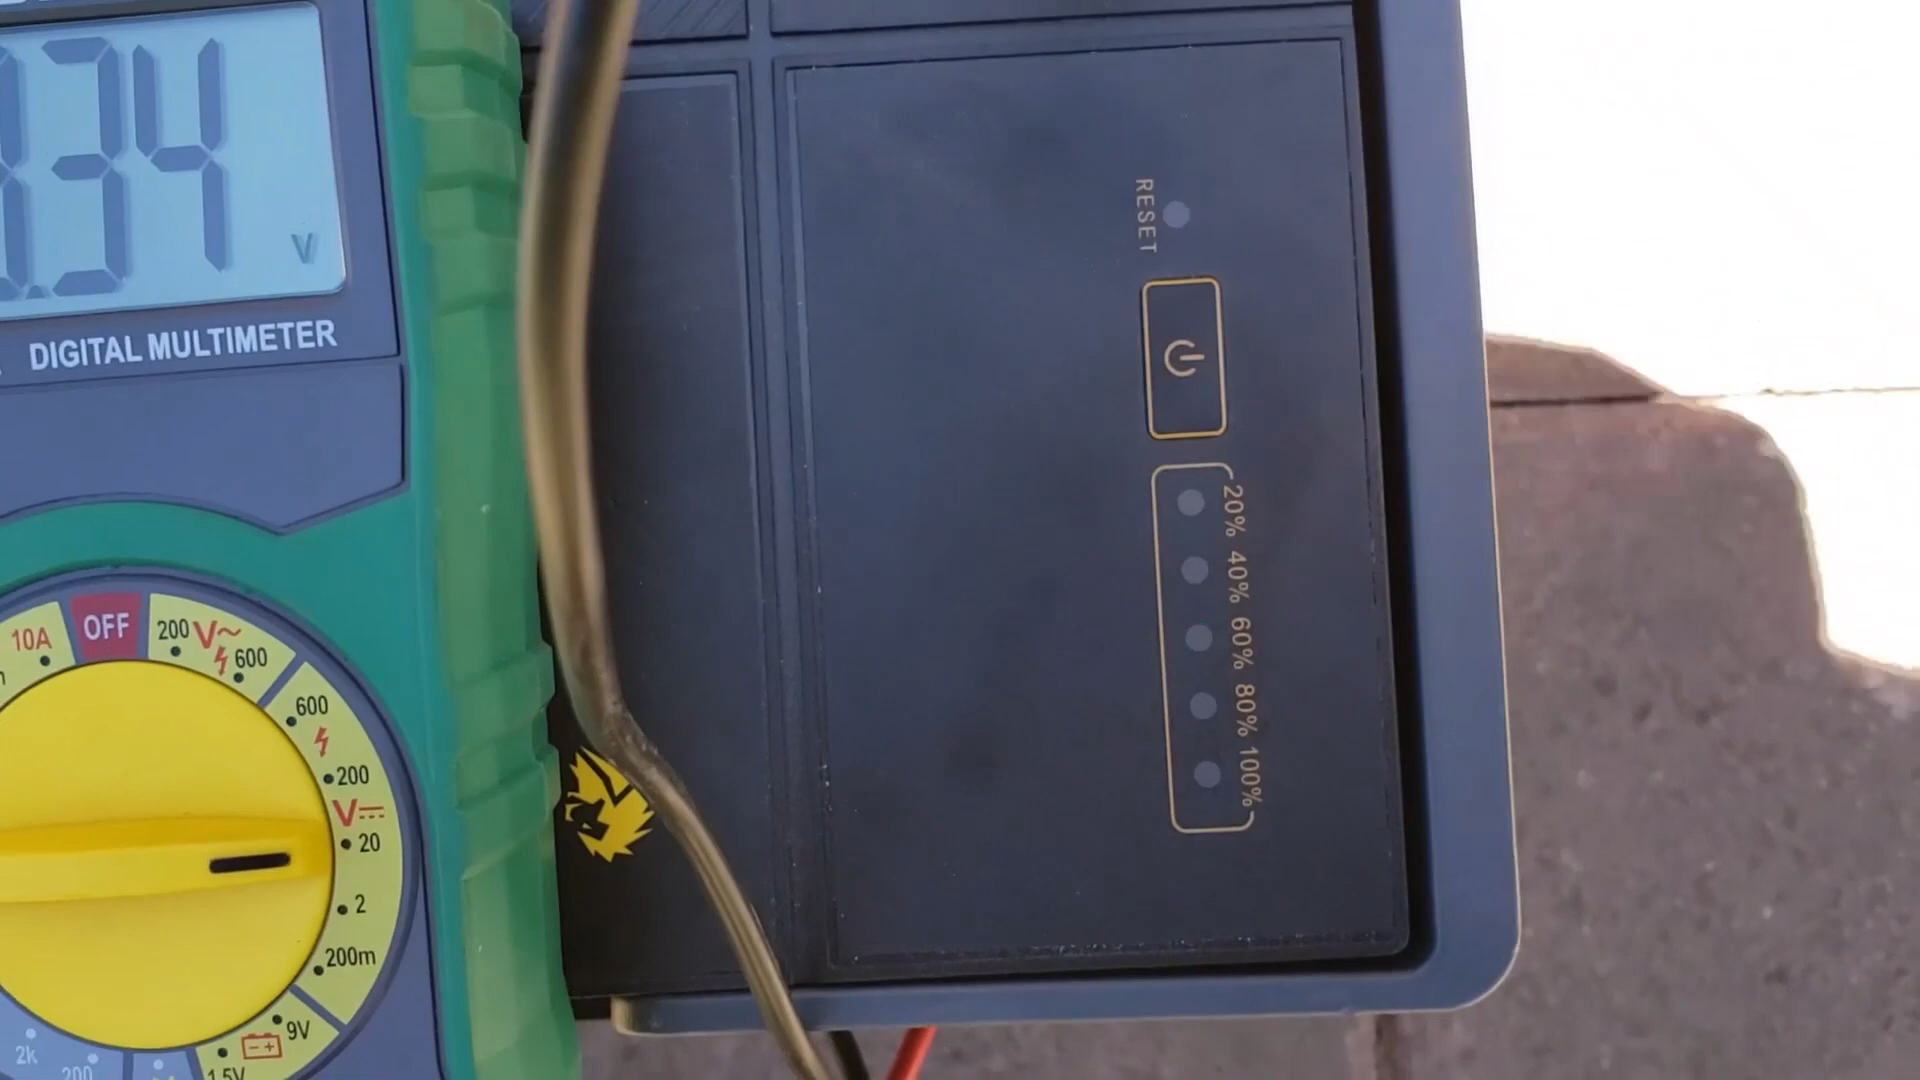 .34
V
DIGITAL MULTIMETER
10A
OFF
200
V~
600
600
200
V
20
2
200m
9V
1.5V
2k
200
RESET
20% 40% 60% 80% 100%